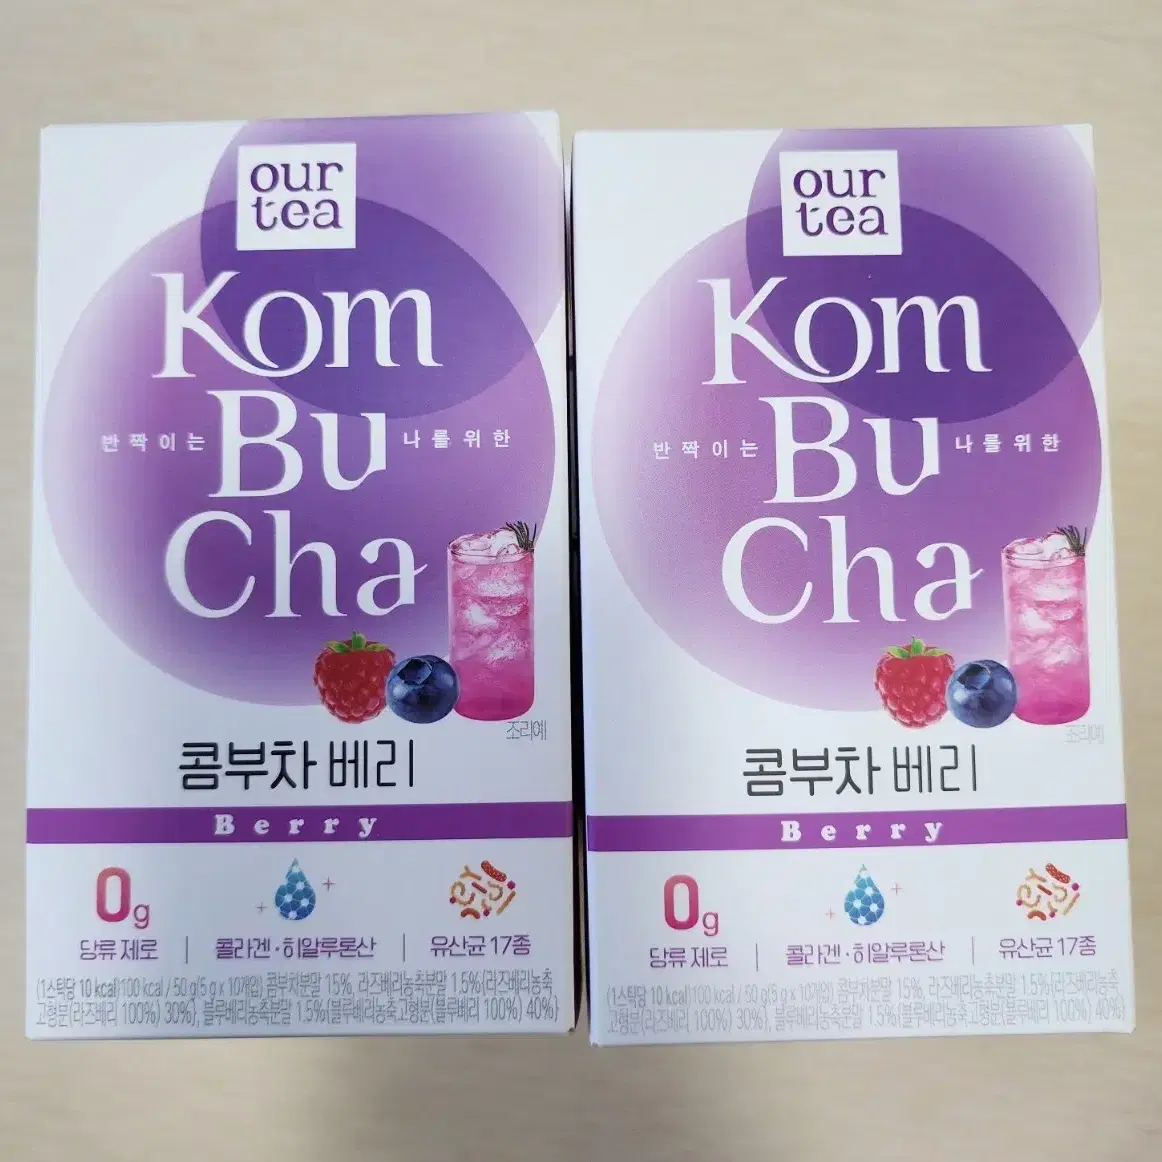 our
tea
Kom
반짝이는 Bu 나를위한
Cha
조리예
콤부차 베리
Berry
0g
당류 제로 | 콜라겐·히알루론산 | 유산균 17종
(1스틱당 10 kcal)100 kcal / 50 g(5 g x 10개입) 콤부차분말 15%, 라즈베리농축분말 1.5%{라즈베리농축
고형분(라즈베리 100%) 30%}, 블루베리농축분말 1.5%{블루베리농축고형분(블루베리 100%) 40%}
our
tea
Kom
반짝이는 Bu 나를위한
Cha
조리예
콤부차 베리
Berry
0g
당류 제로 | 콜라겐·히알루론산 | 유산균 17종
(1스틱당 10 kcal)100 kcal / 50 g(5 g x 10개입) 콤부차분말 15%, 라즈베리농축분말 1.5%{라즈베리농축
고형분(라즈베리 100%) 30%}, 블루베리농축분말 1.5%{블루베리농축고형분(블루베리 100%) 40%}